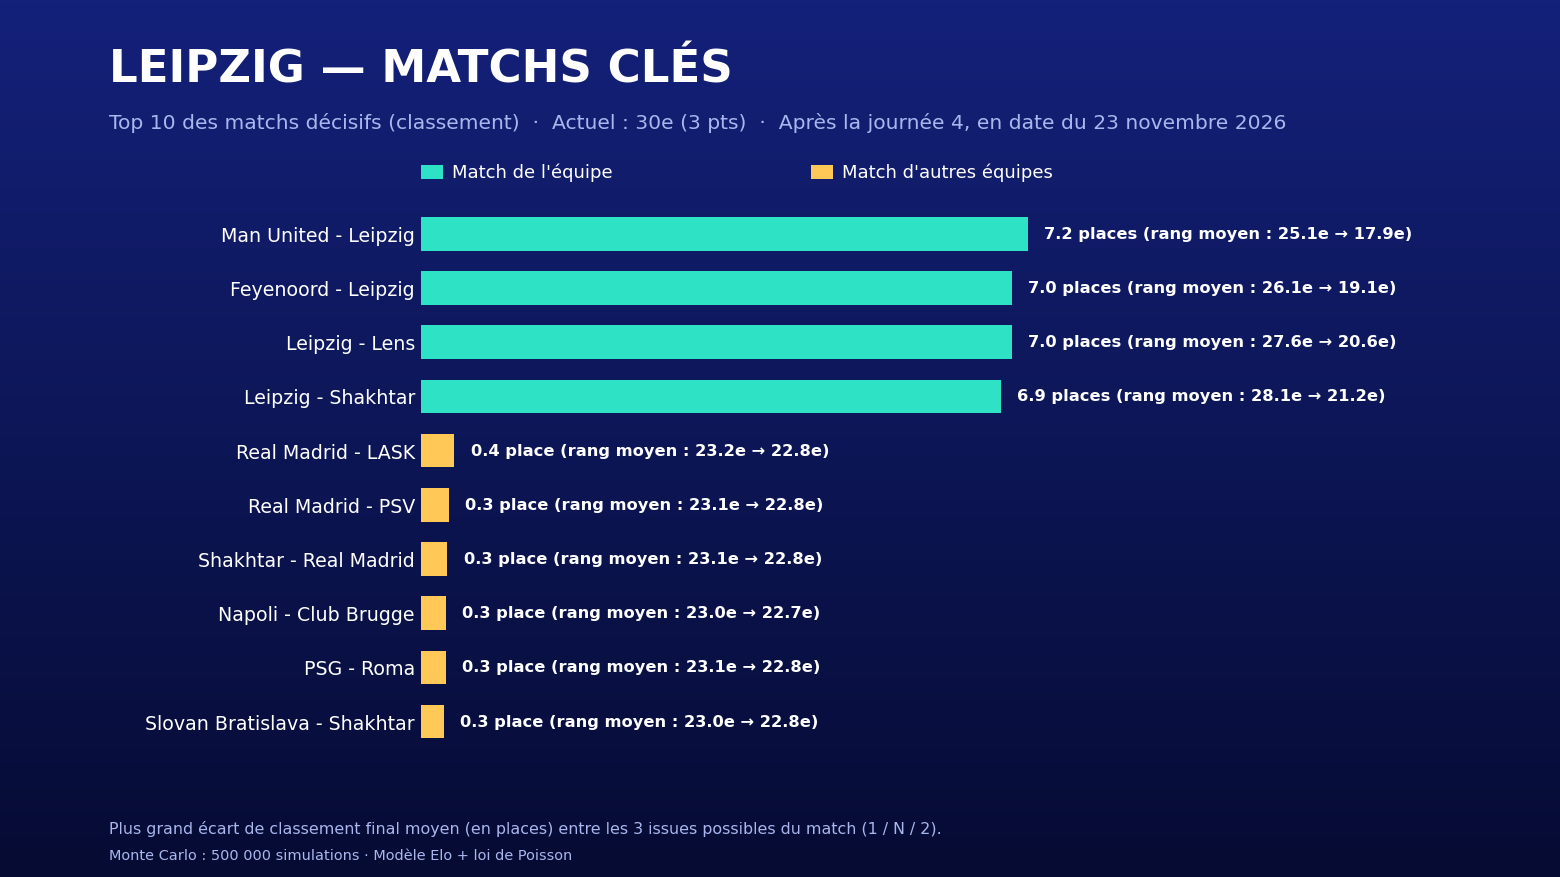 LEIPZIG — MATCHS CLÉS
Top 10 des matchs décisifs (classement) · Actuel : 30e (3 pts) · Après la journée 4, en date du 23 novembre 2026
Match de l'équipe Match d'autres équipes
Man United - Leipzig 7.2 places (rang moyen : 25.1e → 17.9e)
Feyenoord - Leipzig 7.0 places (rang moyen : 26.1e → 19.1e)
Leipzig - Lens 7.0 places (rang moyen : 27.6e → 20.6e)
Leipzig - Shakhtar 6.9 places (rang moyen : 28.1e → 21.2e)
Real Madrid - LASK 0.4 place (rang moyen : 23.2e → 22.8e)
Real Madrid - PSV 0.3 place (rang moyen : 23.1e → 22.8e)
Shakhtar - Real Madrid 0.3 place (rang moyen : 23.1e → 22.8e)
Napoli - Club Brugge 0.3 place (rang moyen : 23.0e → 22.7e)
PSG - Roma 0.3 place (rang moyen : 23.1e → 22.8e)
Slovan Bratislava - Shakhtar 0.3 place (rang moyen : 23.0e → 22.8e)
Plus grand écart de classement final moyen (en places) entre les 3 issues possibles du match (1 / N / 2).
Monte Carlo : 500 000 simulations · Modèle Elo + loi de Poisson